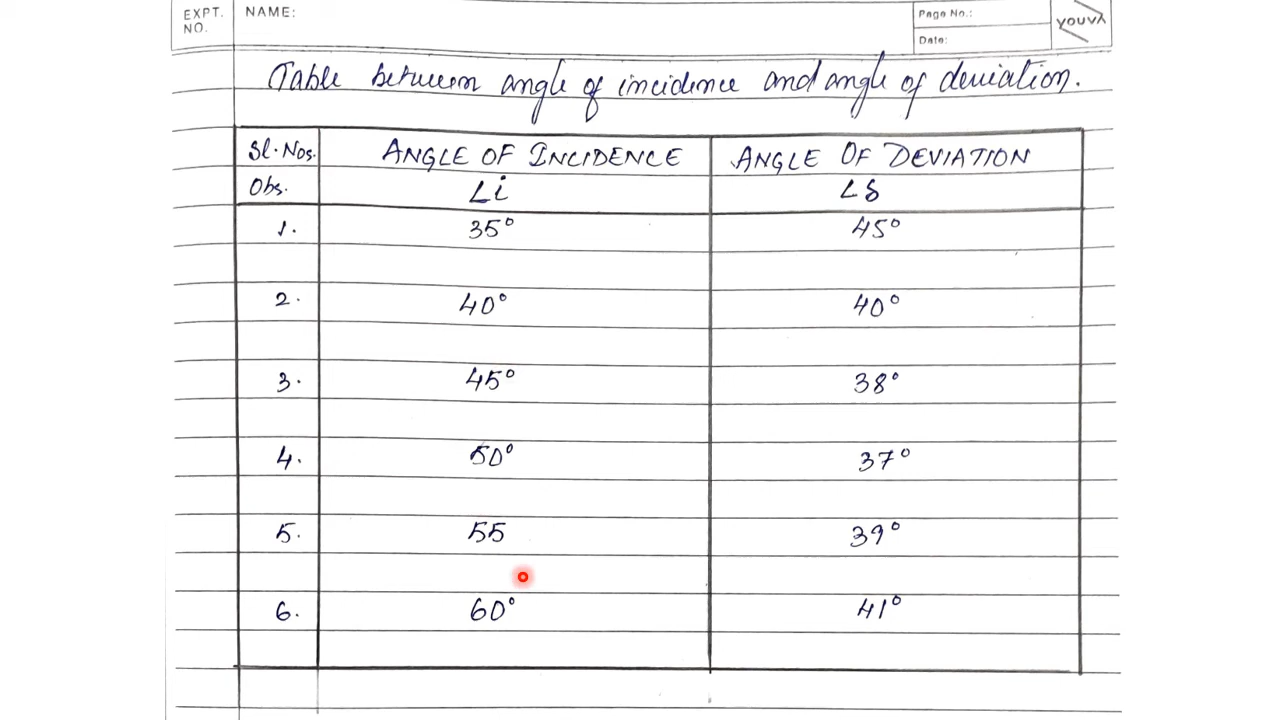 EXPT. NO. NAME: Page No.: youva
Date:
Table between angle of incidence and angle of deviation.
Sl. Nos. Obs. ANGLE OF INCIDENCE ∠i ANGLE OF DEVIATION ∠δ
1. 35° 45°
2. 40° 40°
3. 45° 38°
4. 50° 37°
5. 55 39°
6. 60° 41°